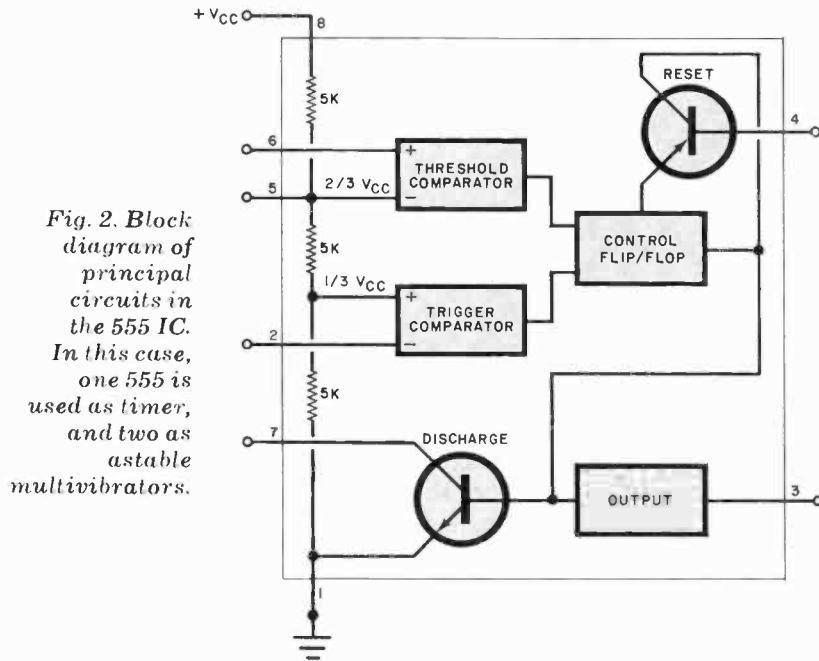 + VCC
8
5K
RESET
4
6
+
THRESHOLD
COMPARATOR
5
2/3 VCC
−
CONTROL
FLIP/FLOP
5K
1/3 VCC
+
TRIGGER
COMPARATOR
2
−
5K
7
DISCHARGE
OUTPUT
3
1
Fig. 2. Block
diagram of
principal
circuits in
the 555 IC.
In this case,
one 555 is
used as timer,
and two as
astable
multivibrators.